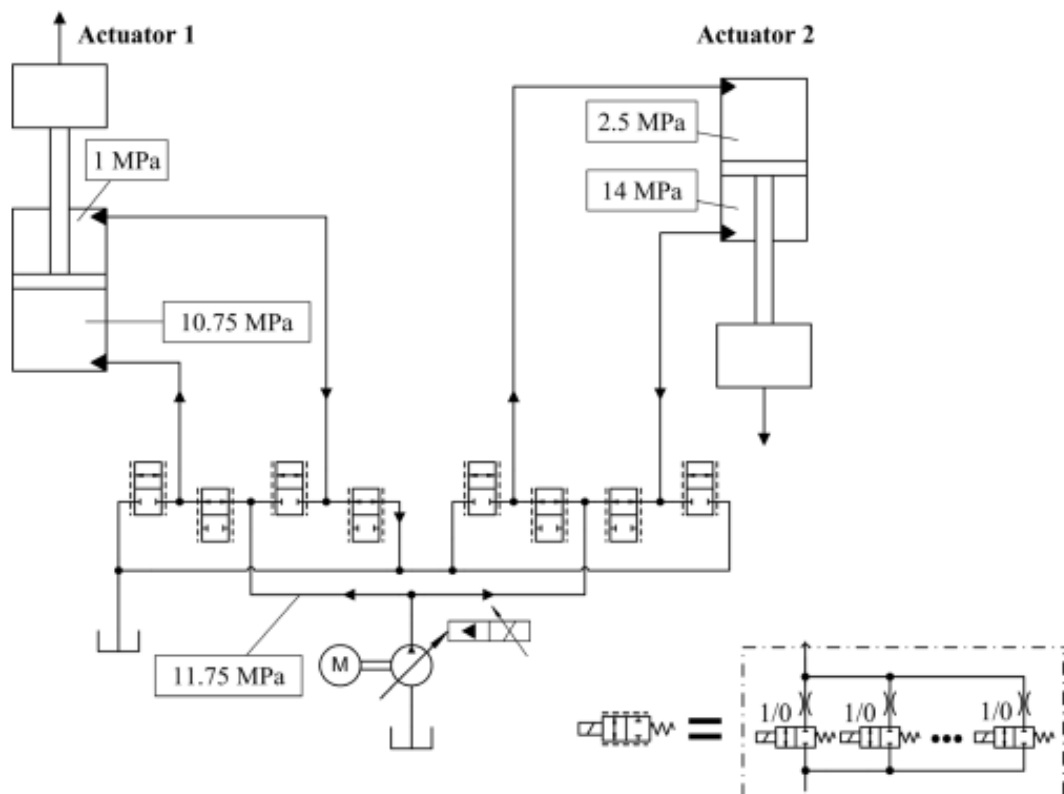 Actuator 1
Actuator 2
1 MPa
2.5 MPa
14 MPa
10.75 MPa
11.75 MPa
M
1/0
1/0
1/0